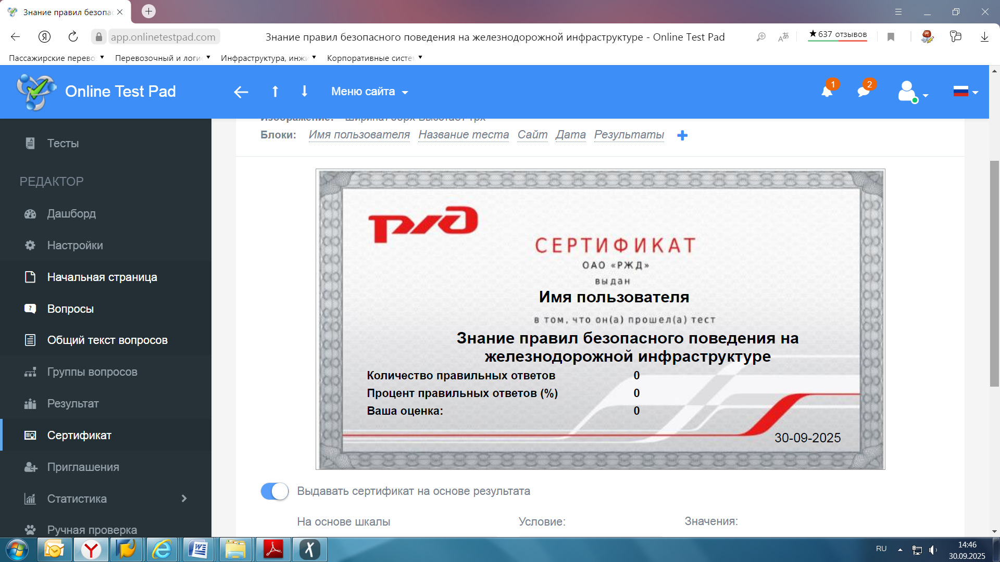 Знание правил безопас
app.onlinetestpad.com
Знание правил безопасного поведения на железнодорожной инфраструктуре - Online Test Pad
★637 отзывов
Пассажирские перево
Перевозочный и логи
Инфраструктура, инжи
Корпоративные систе
Online Test Pad
Меню сайта
1
2
Блоки: Имя пользователя Название теста Сайт Дата Результаты
Тесты
РЕДАКТОР
Дашборд
Настройки
Начальная страница
Вопросы
Общий текст вопросов
Группы вопросов
Результат
Сертификат
Приглашения
Статистика
Ручная проверка
РЖД
СЕРТИФИКАТ
ОАО «РЖД»
выдан
Имя пользователя
в том, что он(а) прошел(а) тест
Знание правил безопасного поведения на
железнодорожной инфраструктуре
Количество правильных ответов 0
Процент правильных ответов (%) 0
Ваша оценка: 0
30-09-2025
Выдавать сертификат на основе результата
На основе шкалы
Условие:
Значения:
RU
14:46
30.09.2025